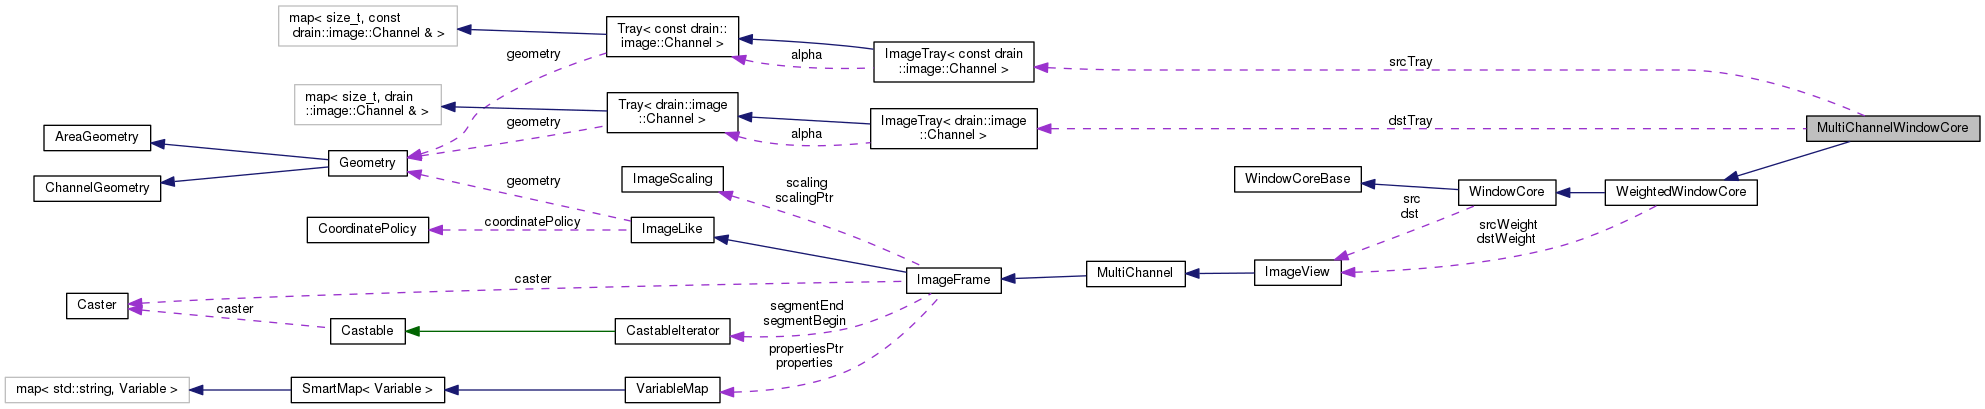 map< size_t, const
drain::image::Channel & >
Tray< const drain::
image::Channel >
geometry
alpha
ImageTray< const drain
::image::Channel >
srcTray
map< size_t, drain
::image::Channel & >
Tray< drain::image
::Channel >
geometry
alpha
ImageTray< drain::image
::Channel >
dstTray
MultiChannelWindowCore
AreaGeometry
ChannelGeometry
Geometry
geometry
ImageScaling
scaling
scalingPtr
WindowCoreBase
WindowCore
WeightedWindowCore
src
dst
srcWeight
dstWeight
CoordinatePolicy
coordinatePolicy
ImageLike
ImageFrame
MultiChannel
ImageView
caster
Caster
caster
Castable
CastableIterator
segmentEnd
segmentBegin
propertiesPtr
properties
map< std::string, Variable >
SmartMap< Variable >
VariableMap